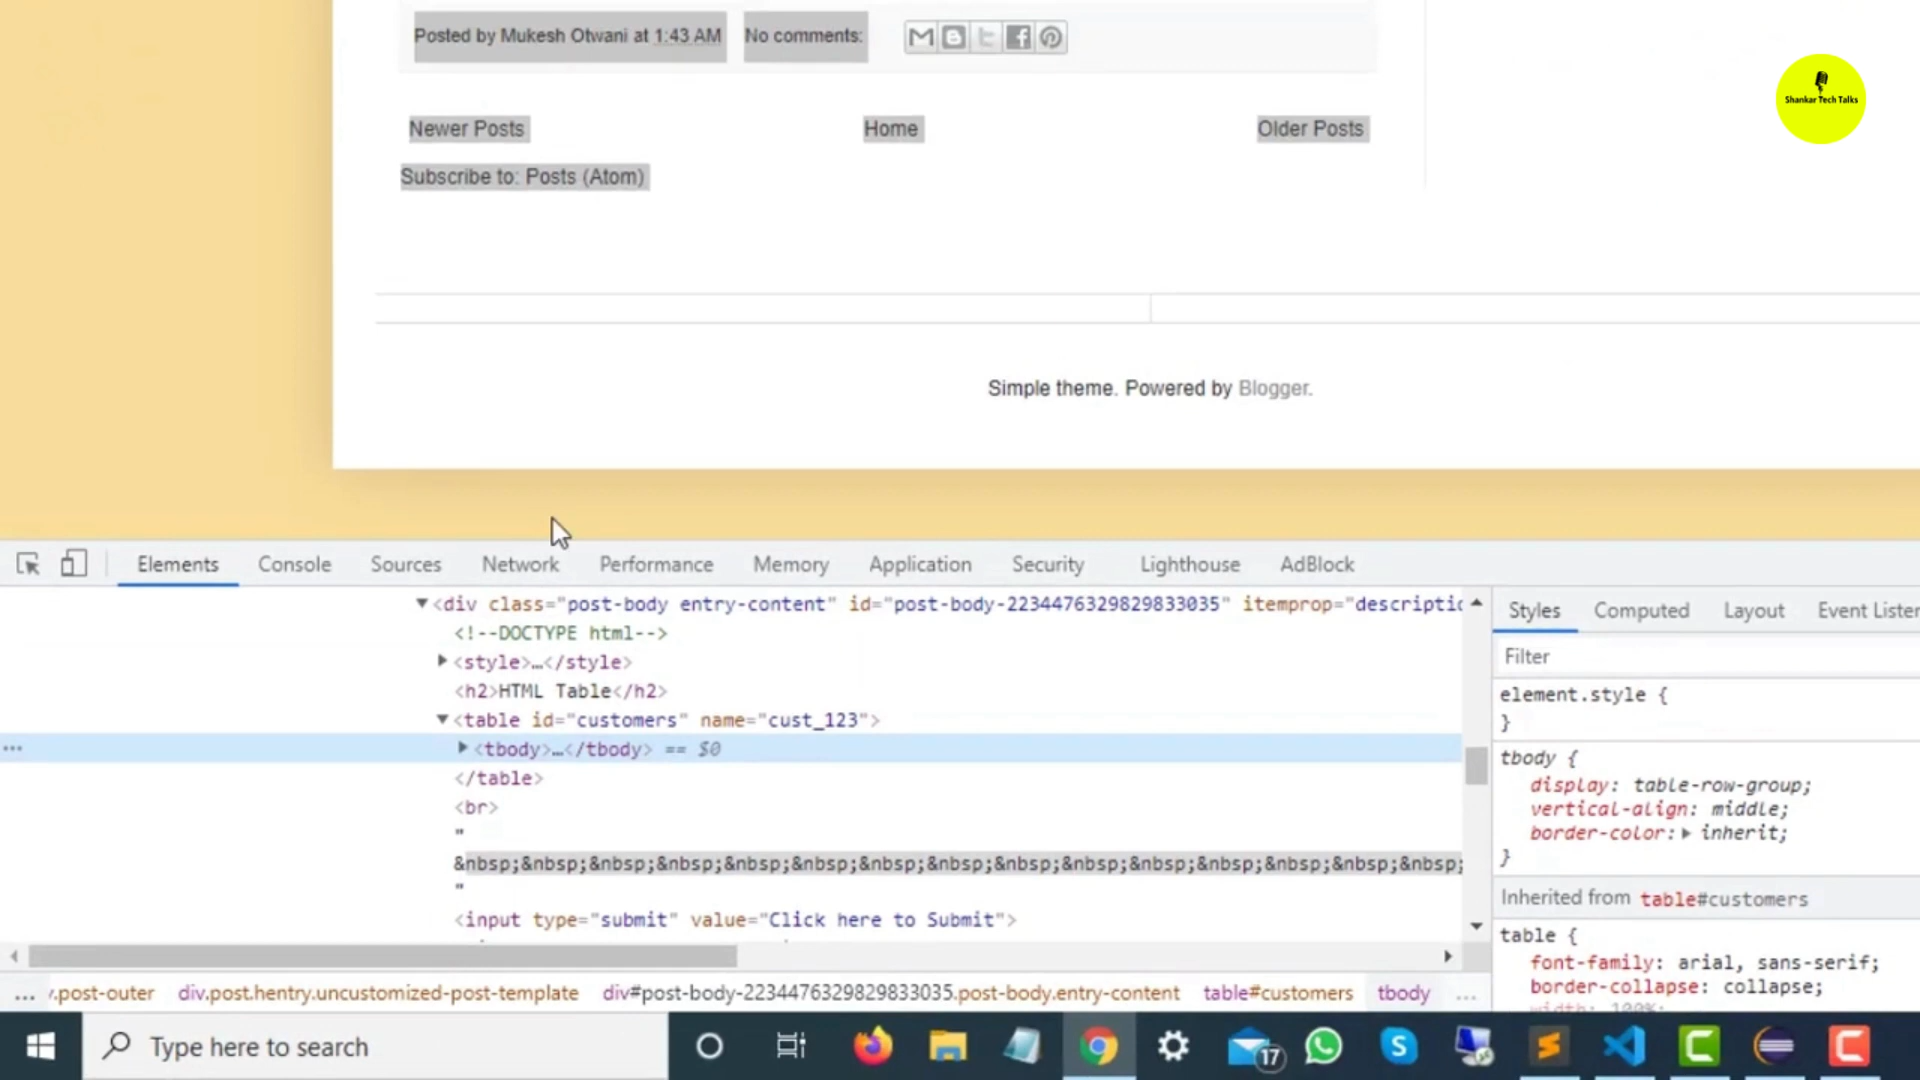 Posted by Mukesh Otwani at 1:43 AM No comments:
Shankar Tech Talks
Newer Posts Home Older Posts
Subscribe to: Posts (Atom)
Simple theme. Powered by Blogger.
Elements Console Sources Network Performance Memory Application Security Lighthouse AdBlock
<div class="post-body entry-content" id="post-body-2234476329829833035" itemprop="descriptio
<!--DOCTYPE html-->
<style>…</style>
<h2>HTML Table</h2>
<table id="customers" name="cust_123">
<tbody>…</tbody> == $0
</table>
<br>
"
&nbsp;&nbsp;&nbsp;&nbsp;&nbsp;&nbsp;&nbsp;&nbsp;&nbsp;&nbsp;&nbsp;&nbsp;&nbsp;&nbsp;&nbsp;
"
<input type="submit" value="Click here to Submit">
… .post-outer div.post.hentry.uncustomized-post-template div#post-body-2234476329829833035.post-body.entry-content table#customers tbody …
Styles Computed Layout Event Listen
Filter
element.style {
}
tbody {
display: table-row-group;
vertical-align: middle;
border-color: inherit;
}
Inherited from table#customers
table {
font-family: arial, sans-serif;
border-collapse: collapse;
width: 100%;
Type here to search
17